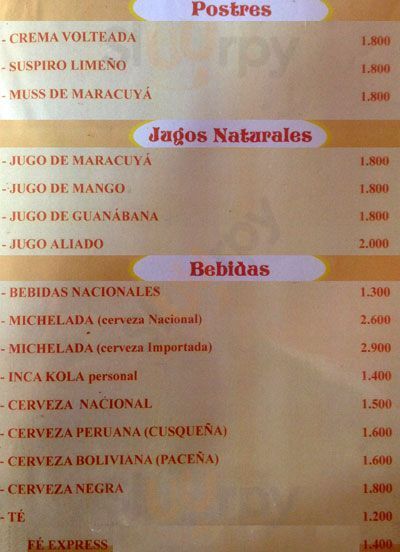 Postres
- CREMA VOLTEADA 1.800
- SUSPIRO LIMEÑO 1.800
- MUSS DE MARACUYÁ 1.800
Jugos Naturales
- JUGO DE MARACUYÁ 1.800
- JUGO DE MANGO 1.800
- JUGO DE GUANÁBANA 1.800
- JUGO ALIADO 2.000
Bebidas
- BEBIDAS NACIONALES 1.300
- MICHELADA (cerveza Nacional) 2.600
- MICHELADA (cerveza Importada) 2.900
- INCA KOLA personal 1.400
- CERVEZA NACIONAL 1.500
- CERVEZA PERUANA (CUSQUEÑA) 1.600
- CERVEZA BOLIVIANA (PACEÑA) 1.600
- CERVEZA NEGRA 1.800
- TÉ 1.200
FÉ EXPRESS 1.400